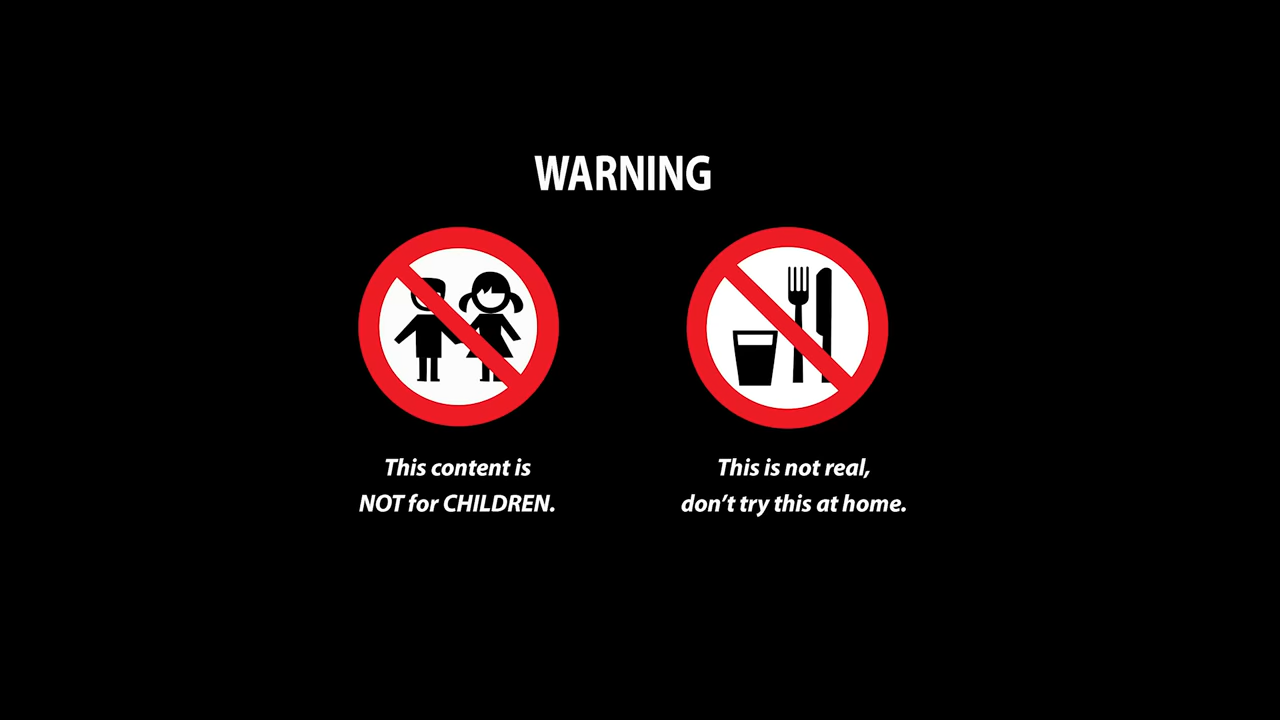 WARNING
This content is
NOT for CHILDREN.
This is not real,
don't try this at home.